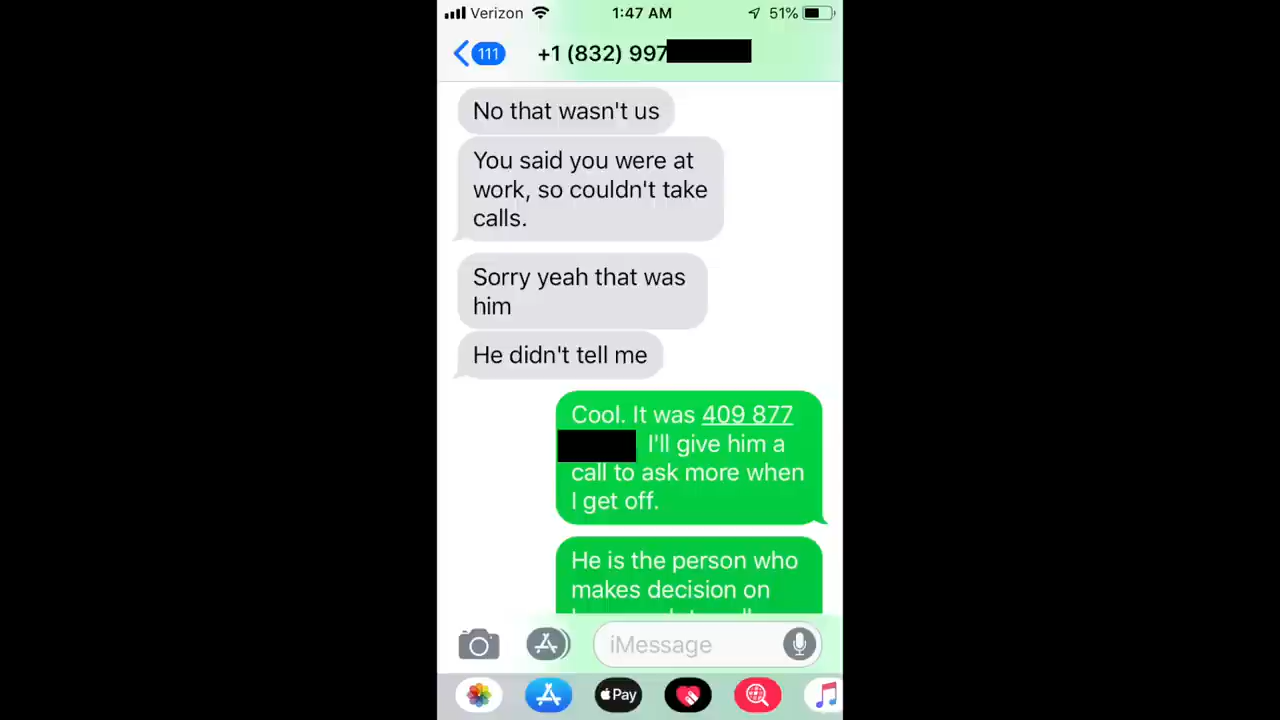 Verizon 1:47 AM 51%
111 +1 (832) 997
No that wasn't us
You said you were at
work, so couldn't take
calls.
Sorry yeah that was
him
He didn't tell me
Cool. It was 409 877
I'll give him a
call to ask more when
I get off.
He is the person who
makes decision on
iMessage
Pay